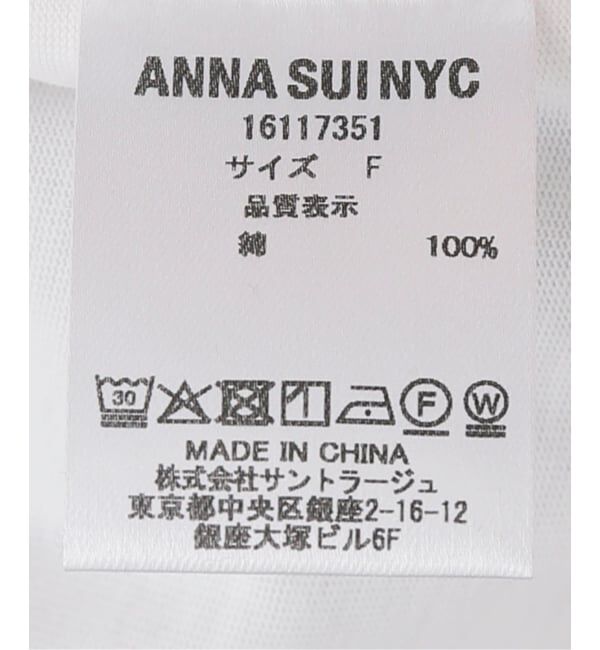 ANNA SUI NYC
16117351
サイズ F
品質表示
綿 100%
30 F W
MADE IN CHINA
株式会社サントラージュ
東京都中央区銀座2-16-12
銀座大塚ビル6F